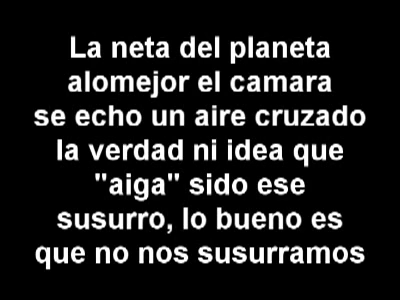 La neta del planeta
alomejor el camara
se echo un aire cruzado
la verdad ni idea que
"aiga" sido ese
susurro, lo bueno es
que no nos susurramos